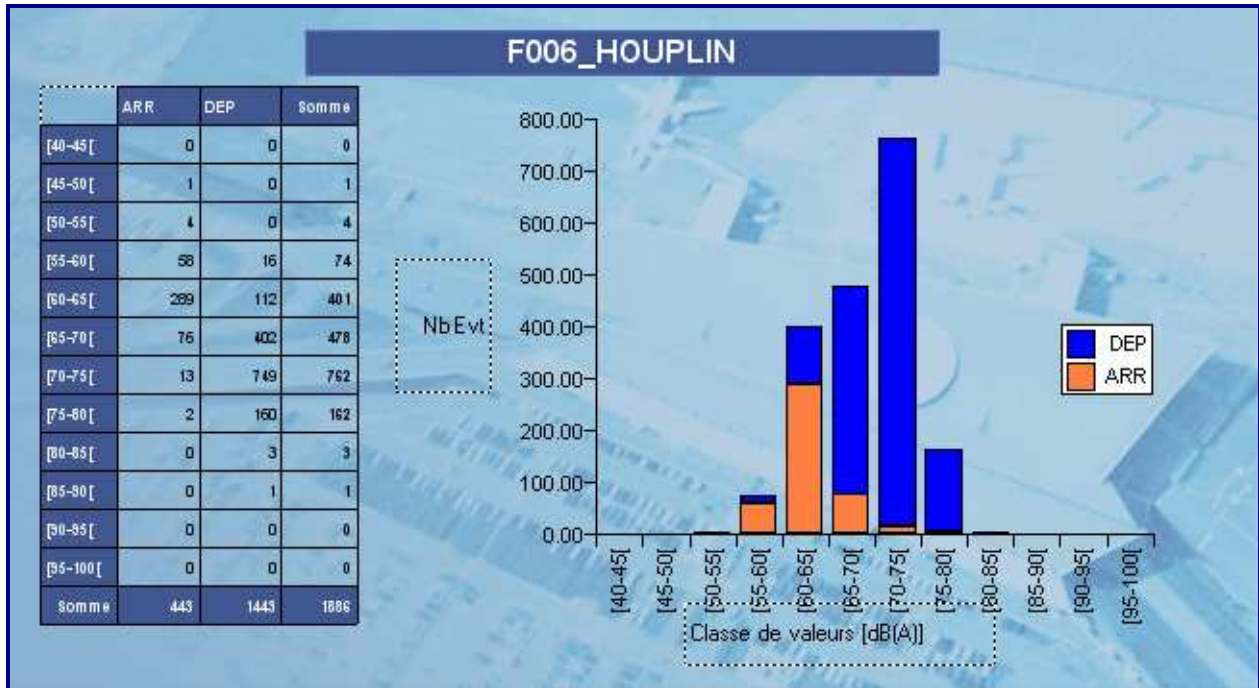 F006_HOUPLIN
ARR DEP Somme
[40-45[ 0 0 0
[45-50[ 1 0 1
[50-55[ 4 0 4
[55-60[ 58 16 74
[60-65[ 289 112 401
[65-70[ 76 402 478
[70-75[ 13 749 762
[75-80[ 2 160 162
[80-85[ 0 3 3
[85-90[ 0 1 1
[90-95[ 0 0 0
[95-100[ 0 0 0
Somme 443 1443 1886
NbEvt
800.00
700.00
600.00
500.00
400.00
300.00
200.00
100.00
0.00
[40-45[
[45-50[
[50-55[
[55-60[
[60-65[
[65-70[
[70-75[
[75-80[
[80-85[
[85-90[
[90-95[
[95-100[
Classe de valeurs [dB(A)]
DEP
ARR